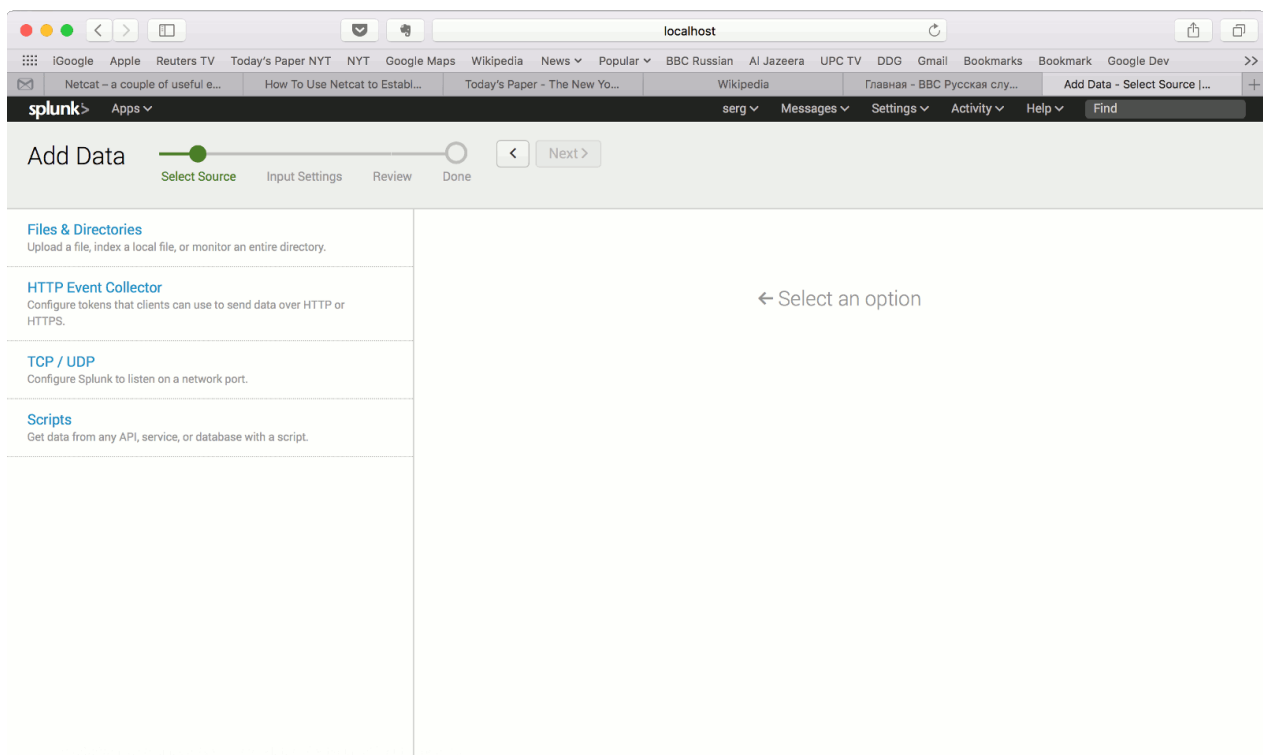 localhost
iGoogle Apple Reuters TV Today's Paper NYT NYT Google Maps Wikipedia News Popular BBC Russian Al Jazeera UPC TV DDG Gmail Bookmarks Bookmark Google Dev >>
Netcat – a couple of useful e... How To Use Netcat to Establi... Today's Paper - The New Yo... Wikipedia Главная - BBC Русская слу... Add Data - Select Source |... +
splunk> Apps serg Messages Settings Activity Help Find
Add Data < Next >
Select Source Input Settings Review Done
Files & Directories
Upload a file, index a local file, or monitor an entire directory.
HTTP Event Collector
Configure tokens that clients can use to send data over HTTP or
HTTPS.
← Select an option
TCP / UDP
Configure Splunk to listen on a network port.
Scripts
Get data from any API, service, or database with a script.